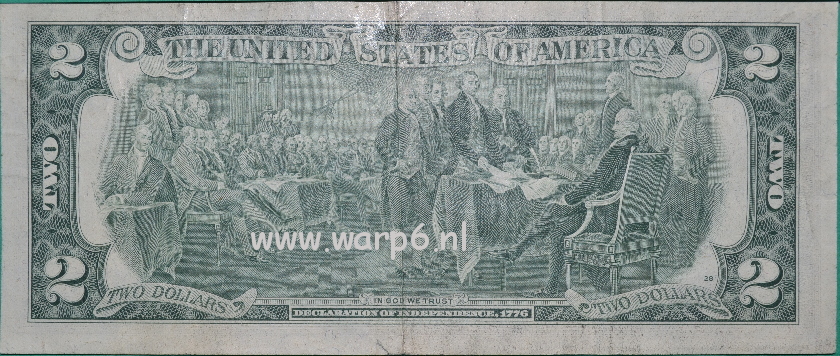 2 THE UNITED STATES OF AMERICA 2
TWO TWO
www.warp6.nl
28
2 TWO DOLLARS IN GOD WE TRUST TWO DOLLARS 2
DECLARATION OF INDEPENDENCE, 1776